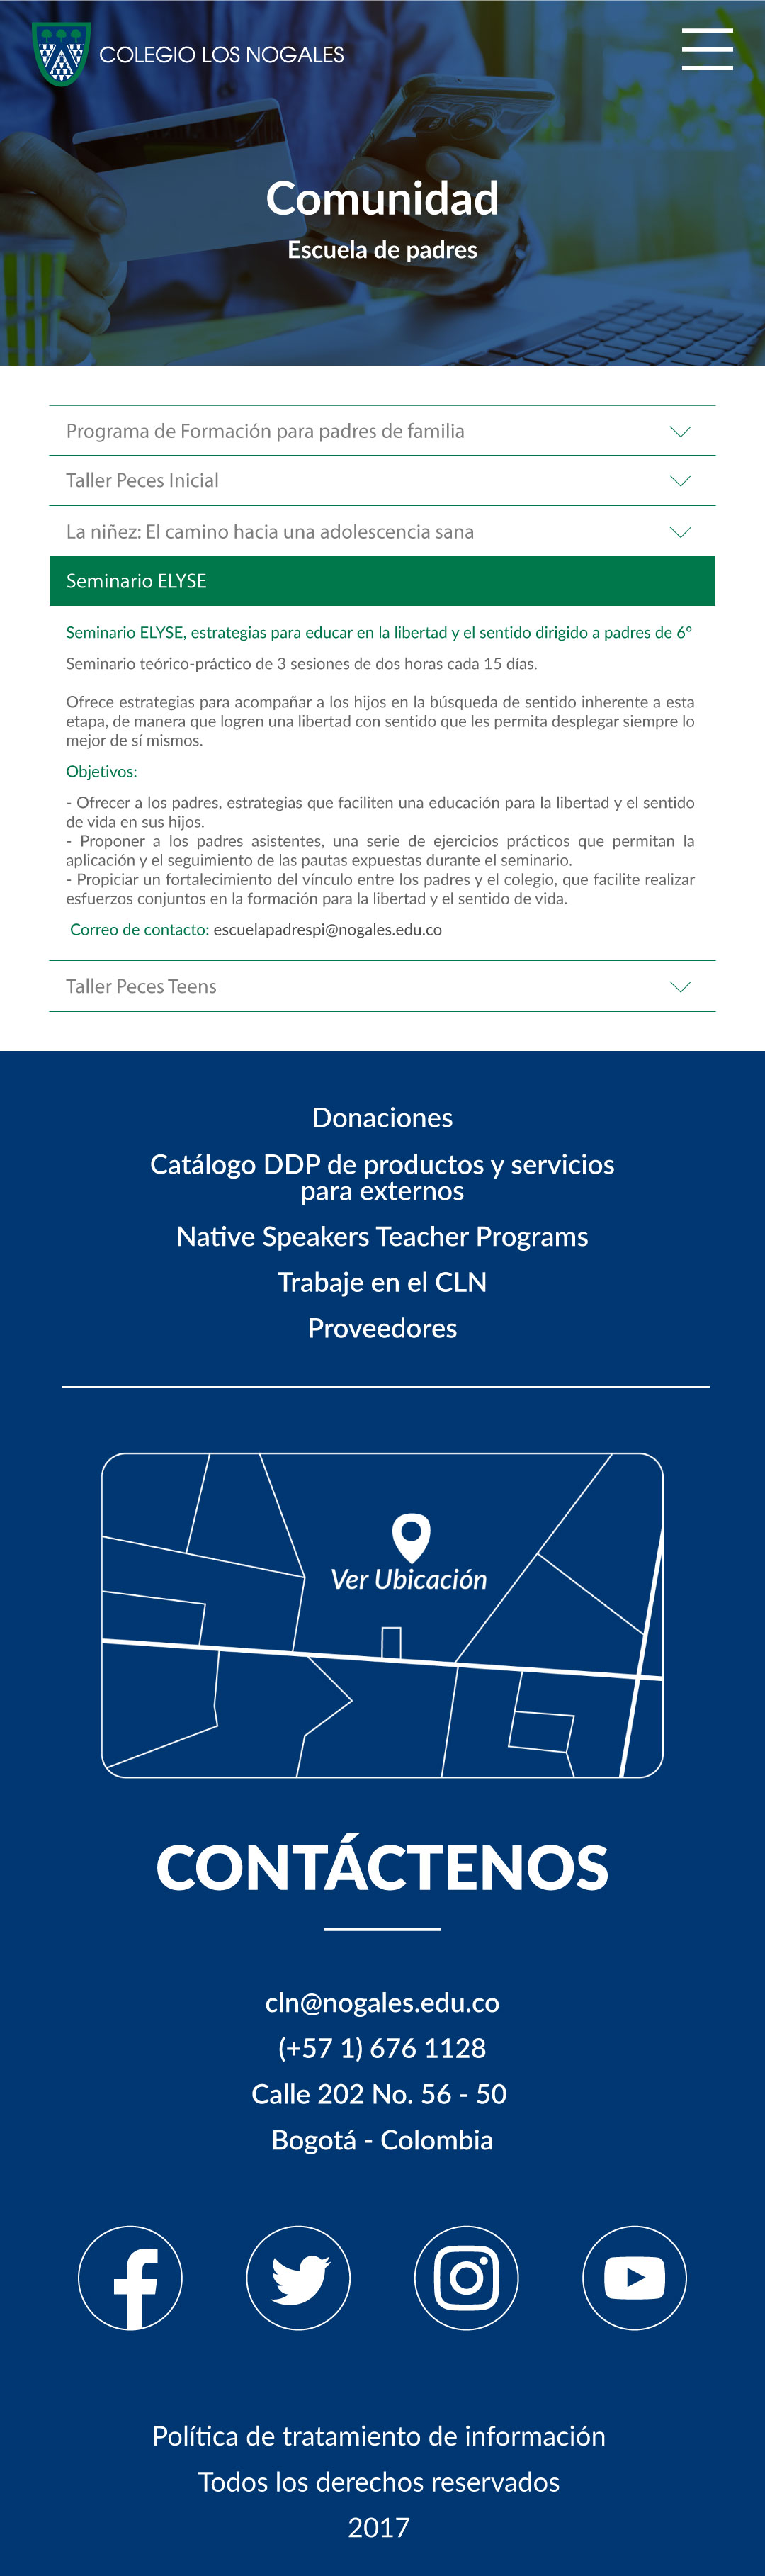 COLEGIO LOS NOGALES
Comunidad
Escuela de padres
Programa de Formación para padres de familia
Taller Peces Inicial
La niñez: El camino hacia una adolescencia sana
Seminario ELYSE
Seminario ELYSE, estrategias para educar en la libertad y el sentido dirigido a padres de 6º
Seminario teórico-práctico de 3 sesiones de dos horas cada 15 días.
Ofrece estrategias para acompañar a los hijos en la búsqueda de sentido inherente a esta
etapa, de manera que logren una libertad con sentido que les permita desplegar siempre lo
mejor de sí mismos.
Objetivos:
- Ofrecer a los padres, estrategias que faciliten una educación para la libertad y el sentido
de vida en sus hijos.
- Proponer a los padres asistentes, una serie de ejercicios prácticos que permitan la
aplicación y el seguimiento de las pautas expuestas durante el seminario.
- Propiciar un fortalecimiento del vínculo entre los padres y el colegio, que facilite realizar
esfuerzos conjuntos en la formación para la libertad y el sentido de vida.
Correo de contacto: escuelapadrespi@nogales.edu.co
Taller Peces Teens
Donaciones
Catálogo DDP de productos y servicios
para externos
Native Speakers Teacher Programs
Trabaje en el CLN
Proveedores
Ver Ubicación
CONTÁCTENOS
cln@nogales.edu.co
(+57 1) 676 1128
Calle 202 No. 56 - 50
Bogotá - Colombia
Política de tratamiento de información
Todos los derechos reservados
2017